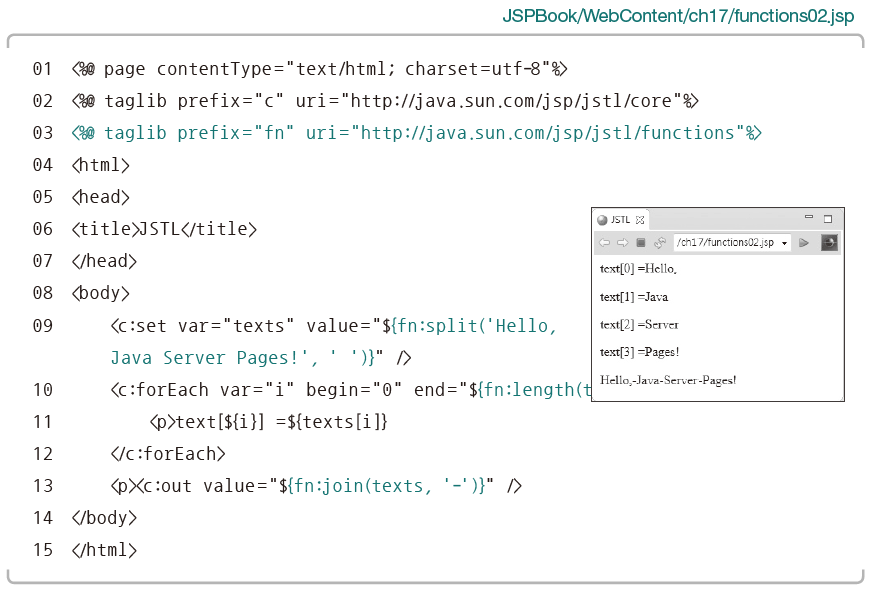 JSPBook/WebContent/ch17/functions02.jsp
01 <%@ page contentType="text/html; charset=utf-8"%>
02 <%@ taglib prefix="c" uri="http://java.sun.com/jsp/jstl/core"%>
03 <%@ taglib prefix="fn" uri="http://java.sun.com/jsp/jstl/functions"%>
04 <html>
05 <head>
06 <title>JSTL</title>
07 </head>
08 <body>
09 <c:set var="texts" value="${fn:split('Hello,
Java Server Pages!', ' ')}" />
10 <c:forEach var="i" begin="0" end="${fn:length(t
11 <p>text[${i}] =${texts[i]}
12 </c:forEach>
13 <p><c:out value="${fn:join(texts, '-')}" />
14 </body>
15 </html>
JSTL
/ch17/functions02.jsp
text[0] =Hello,
text[1] =Java
text[2] =Server
text[3] =Pages!
Hello,-Java-Server-Pages!